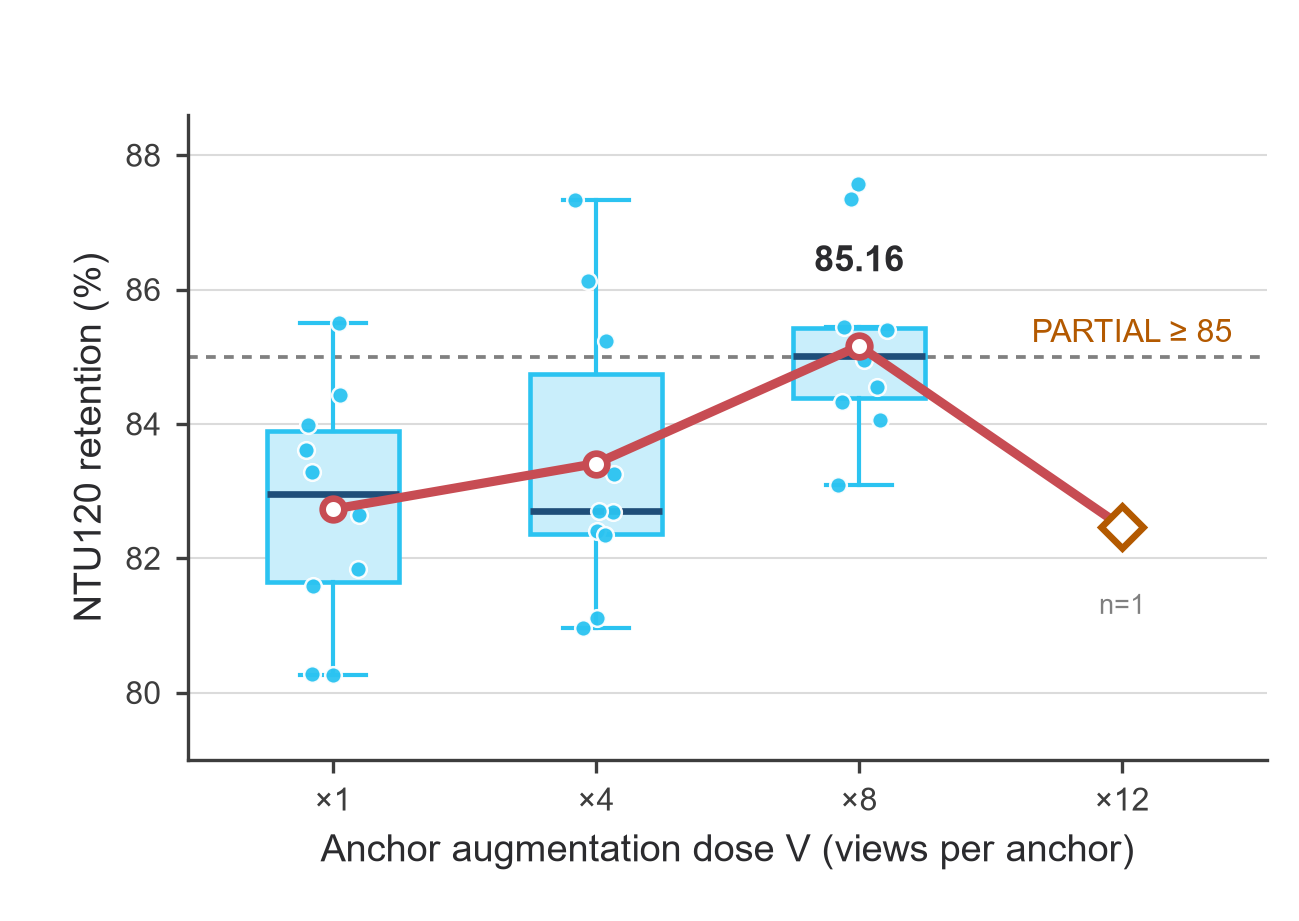 88
86
84
82
80
NTU120 retention (%)
85.16
PARTIAL ≥ 85
n=1
×1
×4
×8
×12
Anchor augmentation dose V (views per anchor)